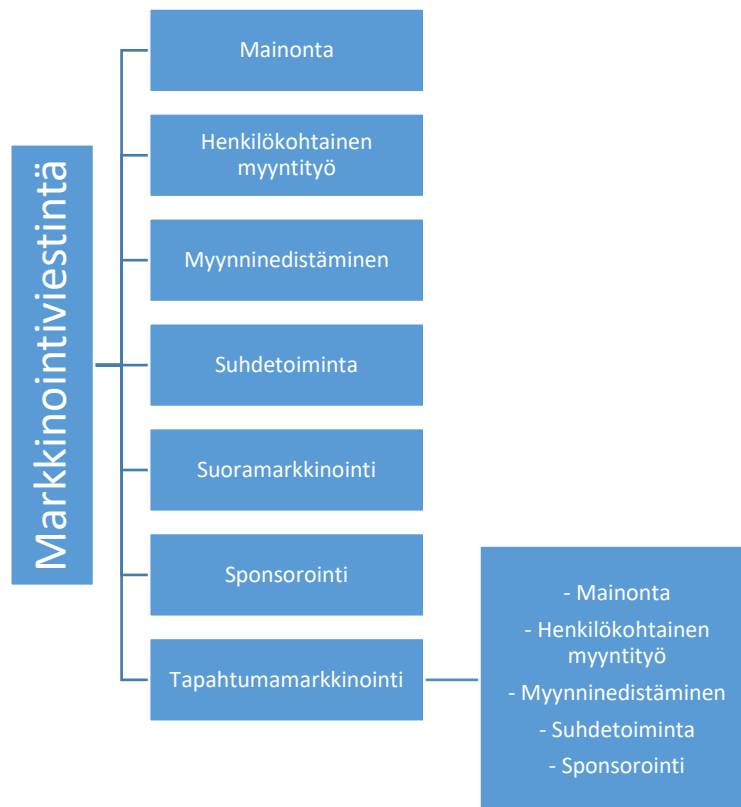 Markkinointiviestintä
Mainonta
Henkilökohtainen
myyntityö
Myynninedistäminen
Suhdetoiminta
Suoramarkkinointi
Sponsorointi
Tapahtumamarkkinointi
- Mainonta
- Henkilökohtainen
myyntityö
- Myynninedistäminen
- Suhdetoiminta
- Sponsorointi